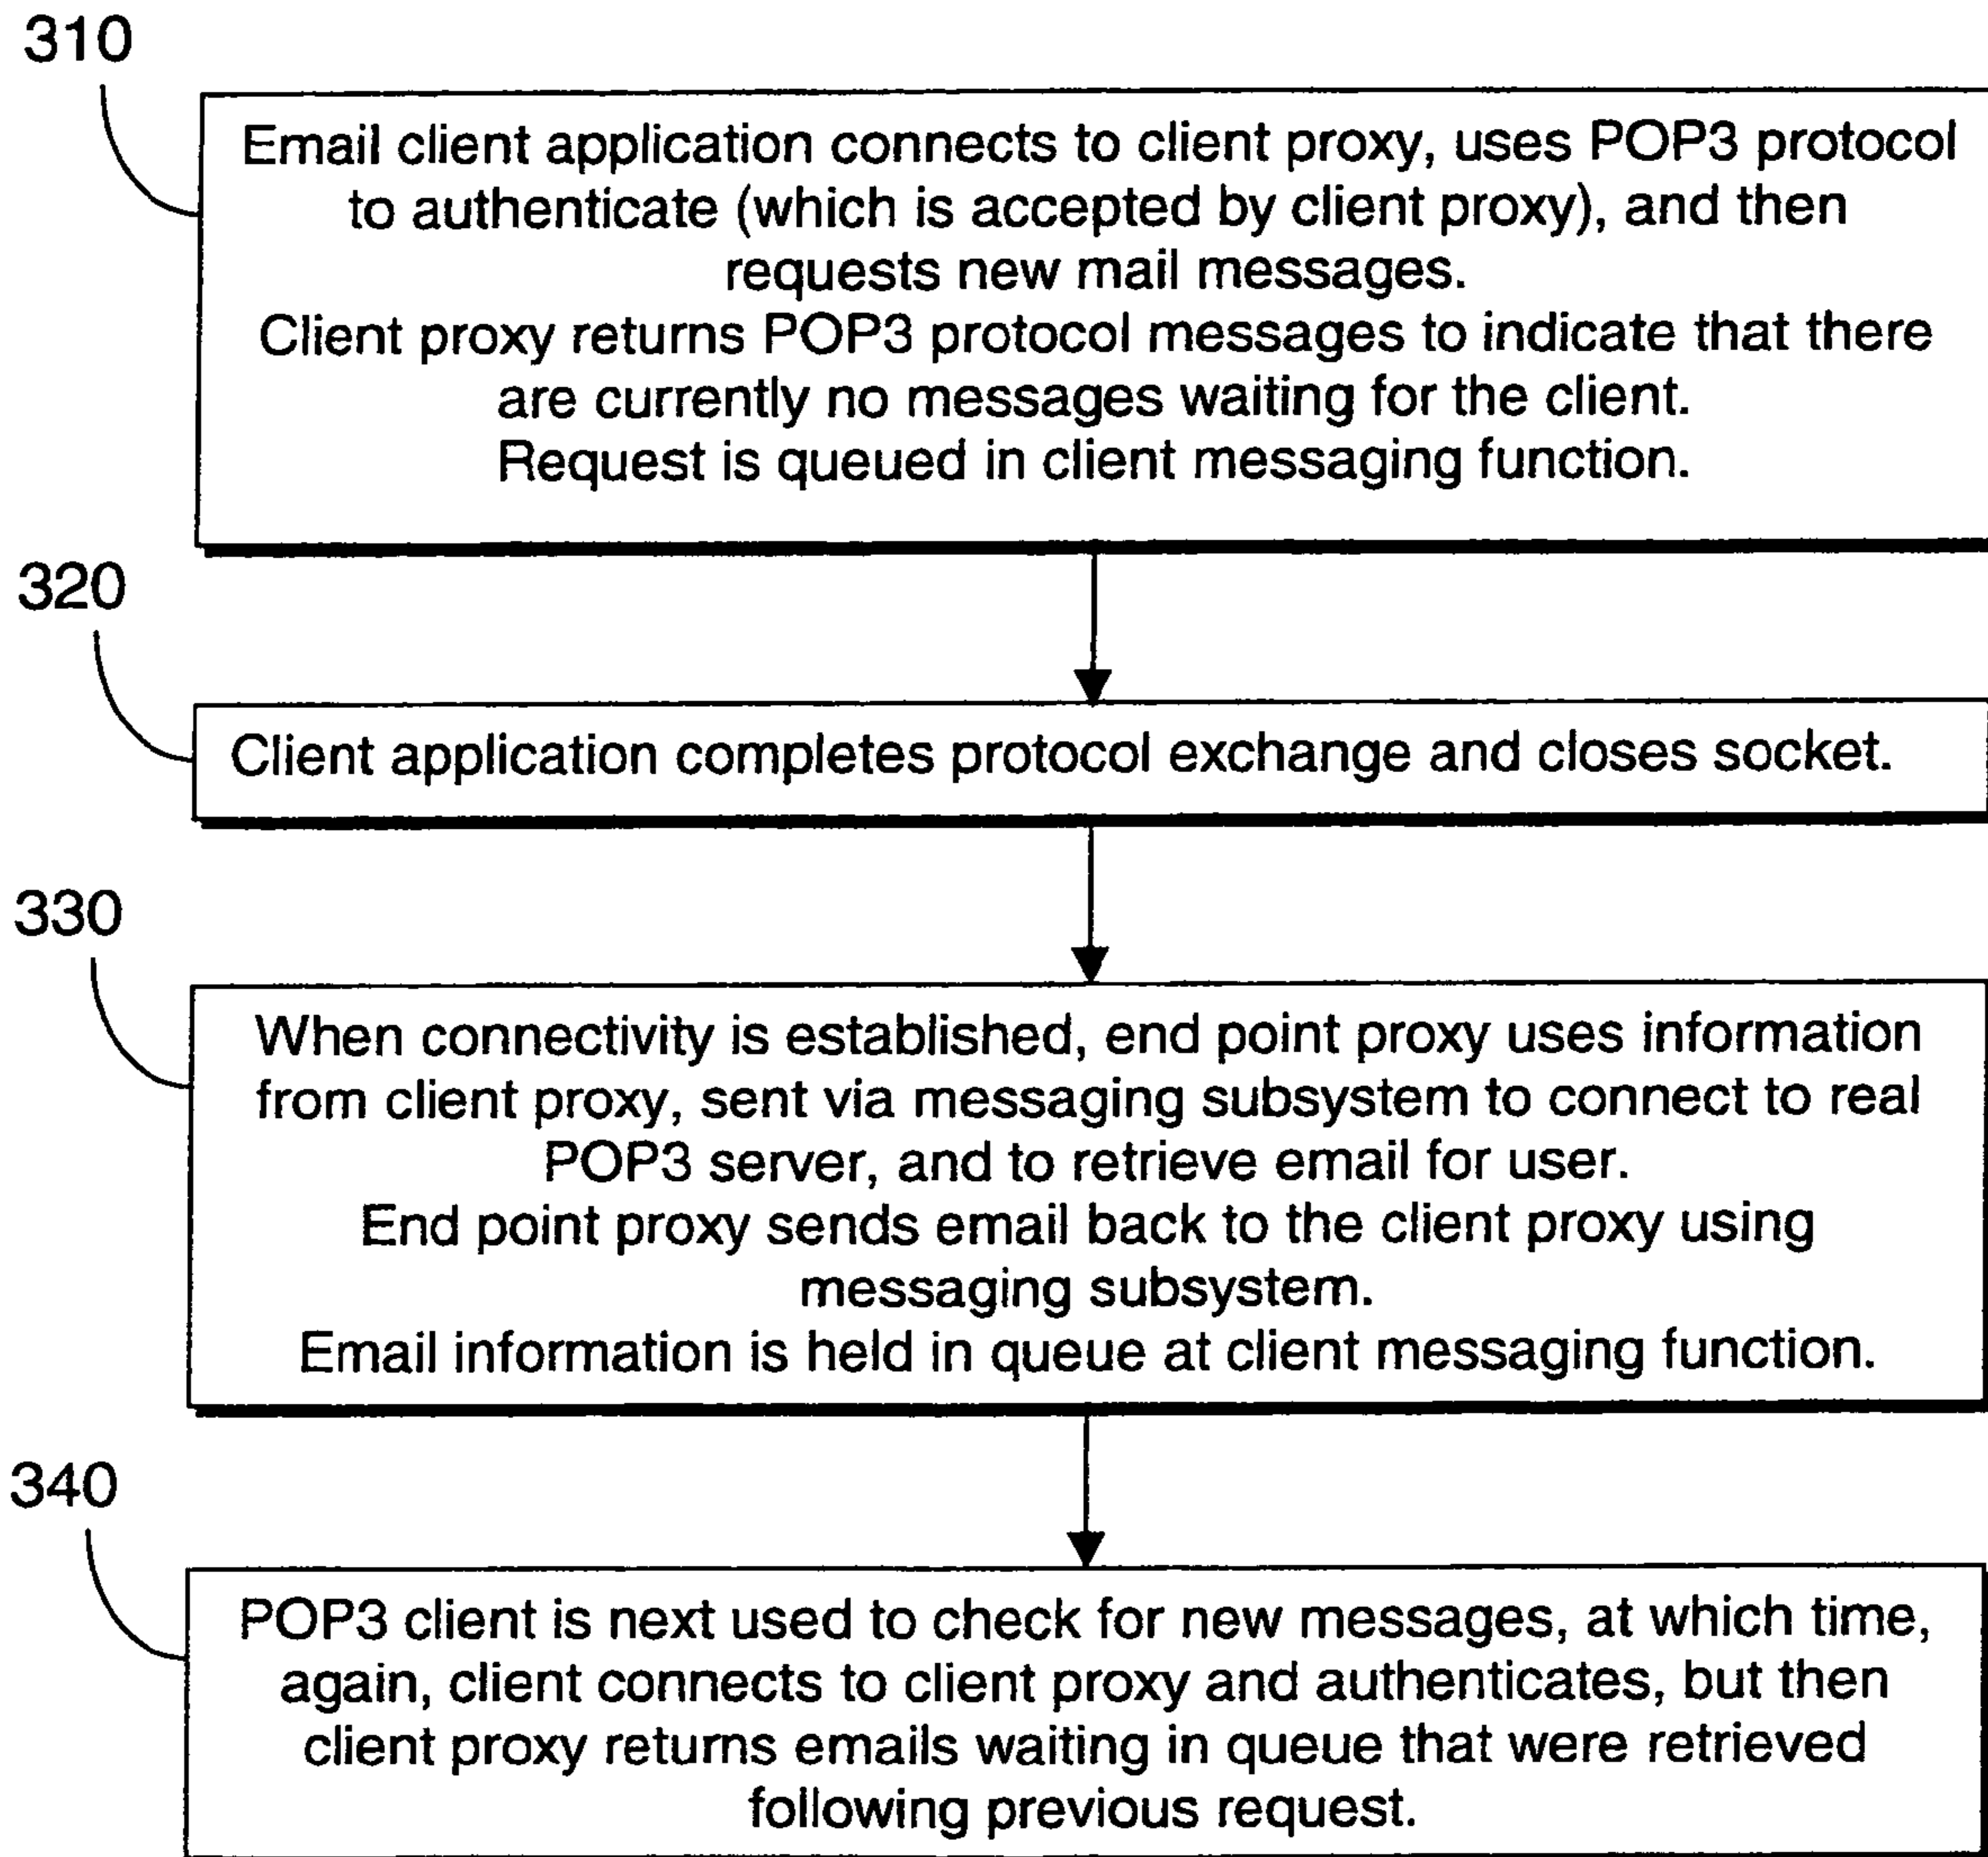 310
Email client application connects to client proxy, uses POP3 protocol
to authenticate (which is accepted by client proxy), and then
requests new mail messages.
Client proxy returns POP3 protocol messages to indicate that there
are currently no messages waiting for the client.
Request is queued in client messaging function.
320
Client application completes protocol exchange and closes socket.
330
When connectivity is established, end point proxy uses information
from client proxy, sent via messaging subsystem to connect to real
POP3 server, and to retrieve email for user.
End point proxy sends email back to the client proxy using
messaging subsystem.
Email information is held in queue at client messaging function.
340
POP3 client is next used to check for new messages, at which time,
again, client connects to client proxy and authenticates, but then
client proxy returns emails waiting in queue that were retrieved
following previous request.